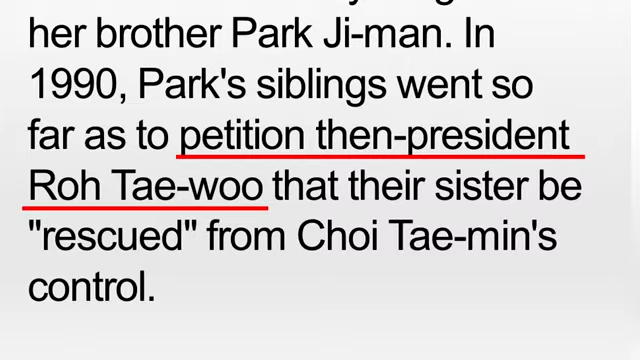 her brother Park Ji-man. In
1990, Park's siblings went so
far as to petition then-president
Roh Tae-woo that their sister be
"rescued" from Choi Tae-min's
control.